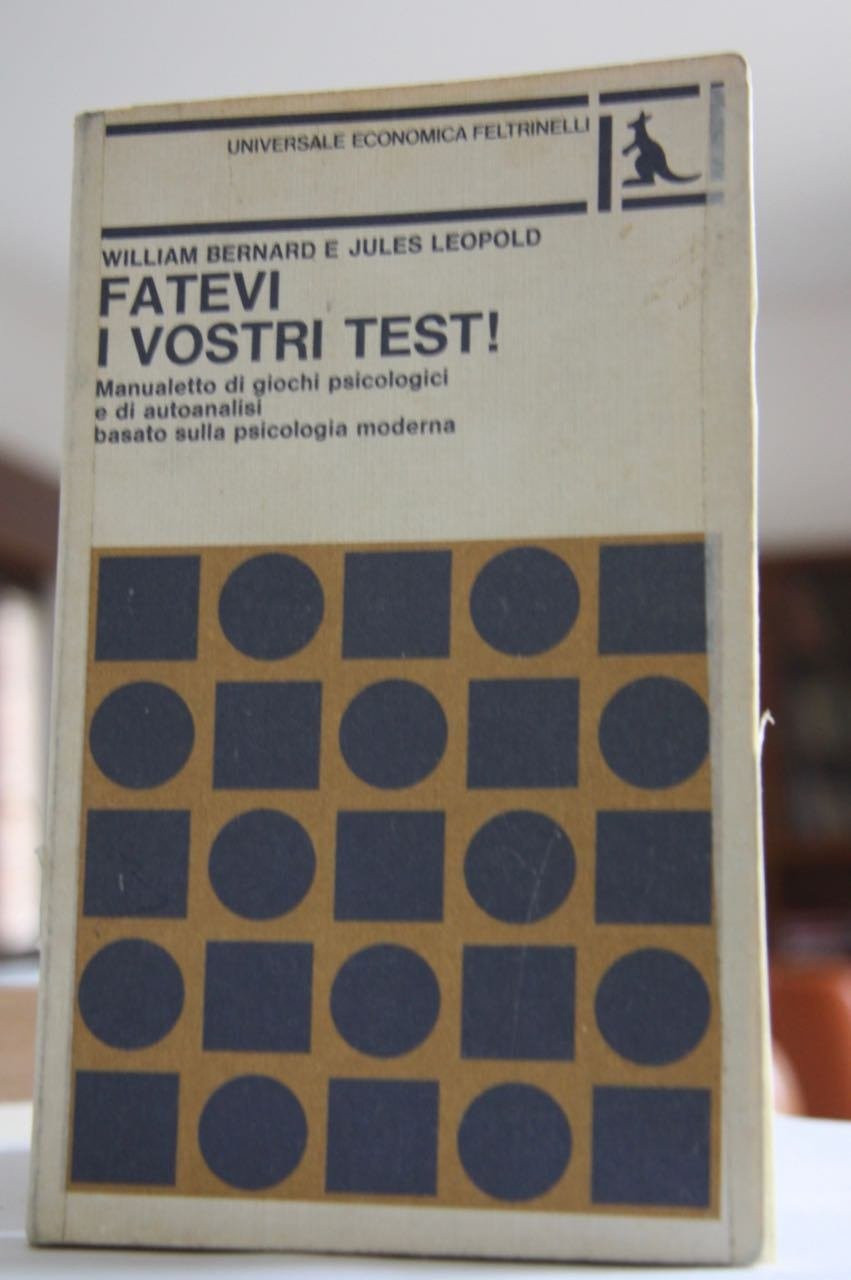 UNIVERSALE ECONOMICA FELTRINELLI
WILLIAM BERNARD E JULES LEOPOLD
FATEVI
I VOSTRI TEST!
Manualetto di giochi psicologici
e di autoanalisi
basato sulla psicologia moderna